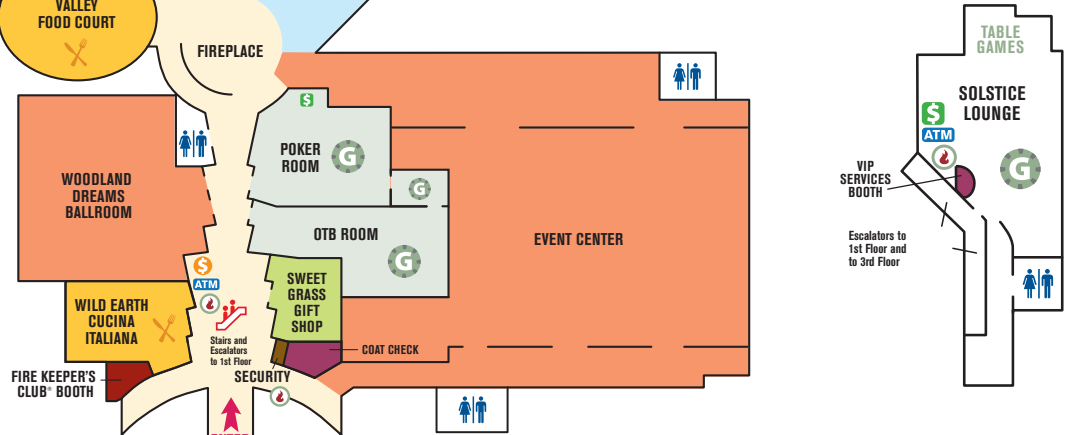 VALLEY
FOOD COURT
FIREPLACE
$
POKER
ROOM
G
G
WOODLAND
DREAMS
BALLROOM
OTB ROOM
G
EVENT CENTER
$
ATM
SWEET
GRASS
GIFT
SHOP
WILD EARTH
CUCINA
ITALIANA
Stairs and
Escalators
to 1st Floor
COAT CHECK
SECURITY
FIRE KEEPER'S
CLUB® BOOTH
TABLE
GAMES
SOLSTICE
LOUNGE
$
ATM
G
VIP
SERVICES
BOOTH
Escalators to
1st Floor and
to 3rd Floor